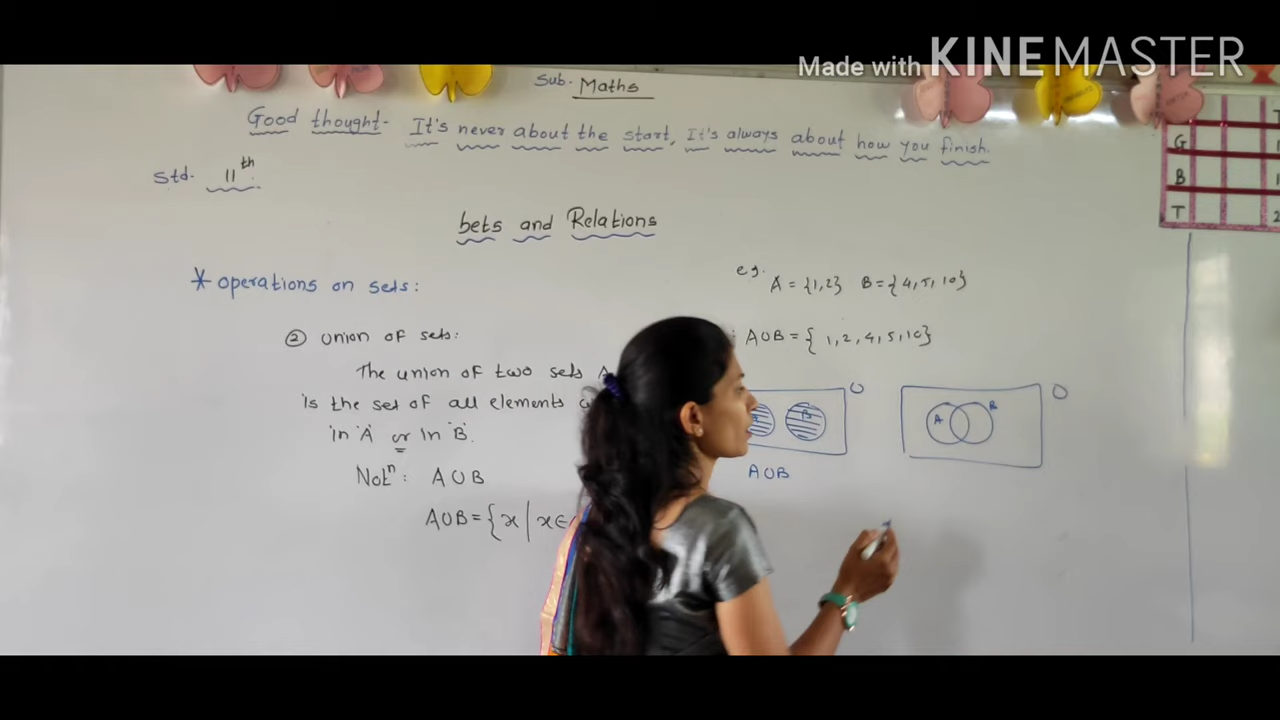 Made with KINEMASTER
Sub. Maths
Good thought- It's never about the start, It's always about how you finish.
Std. 11th
Sets and Relations
* operations on sets:
② Union of sets:
The union of two sets A
is the set of all elements
in 'A' or in 'B'.
Notⁿ: A∪B
A∪B = {x | x∈
eg. A = {1,2} B = {4,5,10}
A∪B = { 1, 2, 4, 5, 10}
A B U
A∪B
A B U
G
B
T 2